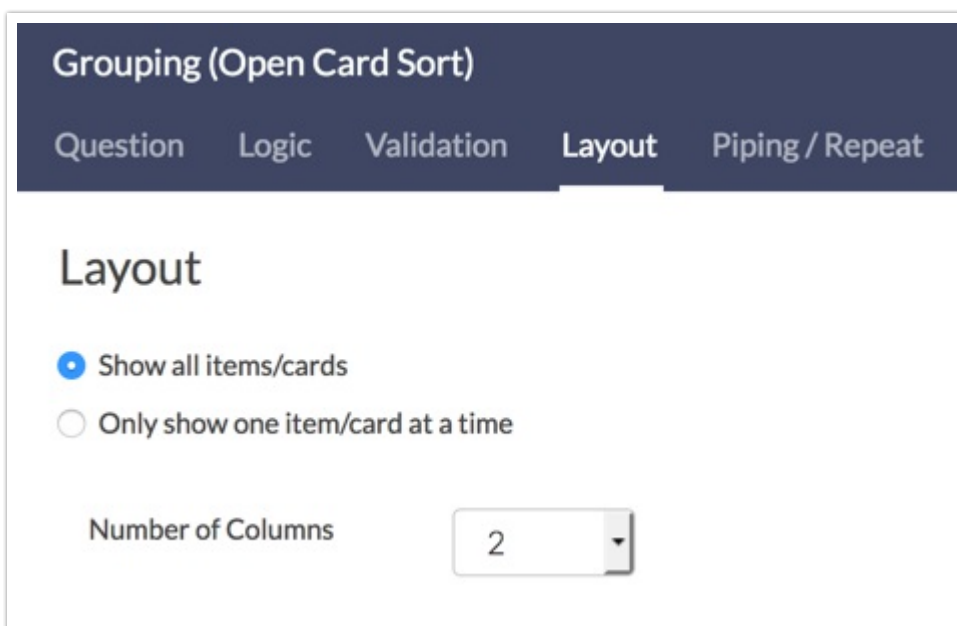 Grouping (Open Card Sort)
Question Logic Validation Layout Piping / Repeat
Layout
Show all items/cards
Only show one item/card at a time
Number of Columns 2